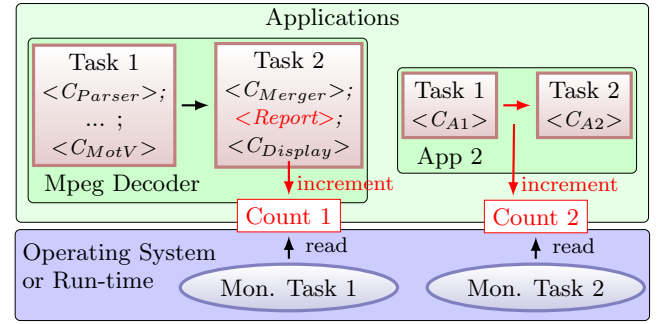 Applications
Task 1
<C_Parser>;
... ;
<C_MotV>
Task 2
<C_Merger>;
<Report>;
<C_Display>
Mpeg Decoder
Task 1
<C_A1>
Task 2
<C_A2>
App 2
increment
increment
Count 1
Count 2
Operating System
or Run-time
read
read
Mon. Task 1
Mon. Task 2